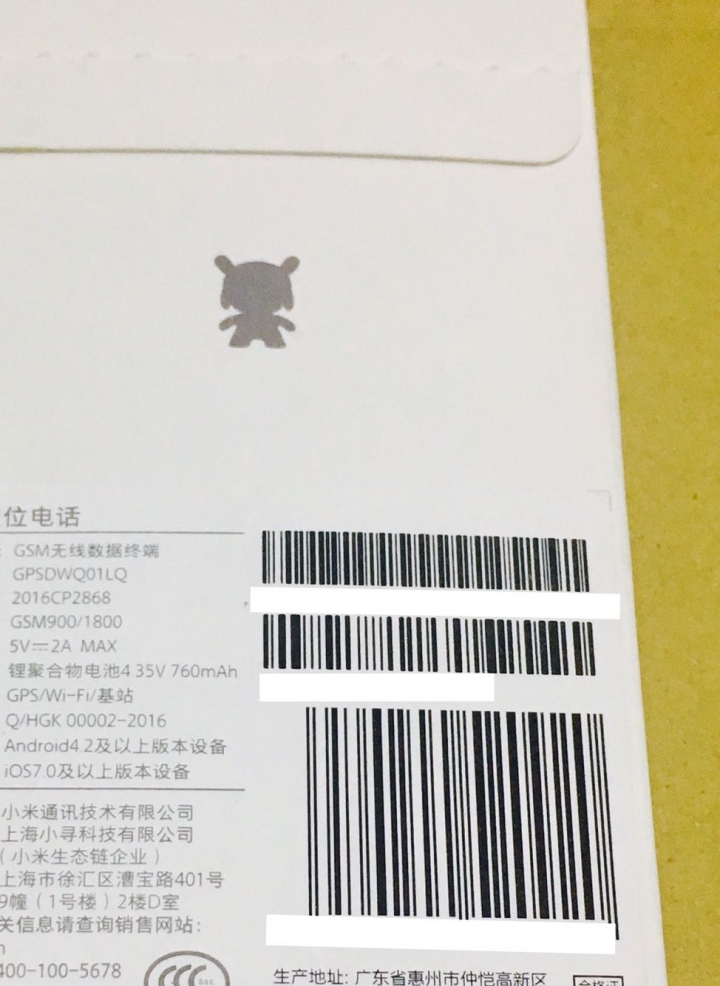 位电话
: GSM无线数据终端
GPSDWQ01LQ
2016CP2868
GSM900/1800
5V⎓2A MAX
锂聚合物电池4.35V 760mAh
GPS/Wi-Fi/基站
Q/HGK 00002-2016
Android4.2及以上版本设备
iOS7.0及以上版本设备
小米通讯技术有限公司
上海小寻科技有限公司
(小米生态链企业)
上海市徐汇区漕宝路401号
9幢(1号楼)2楼D室
关信息请查询销售网站:
n
400-100-5678
CCC
生产地址: 广东省惠州市仲恺高新区
合格证